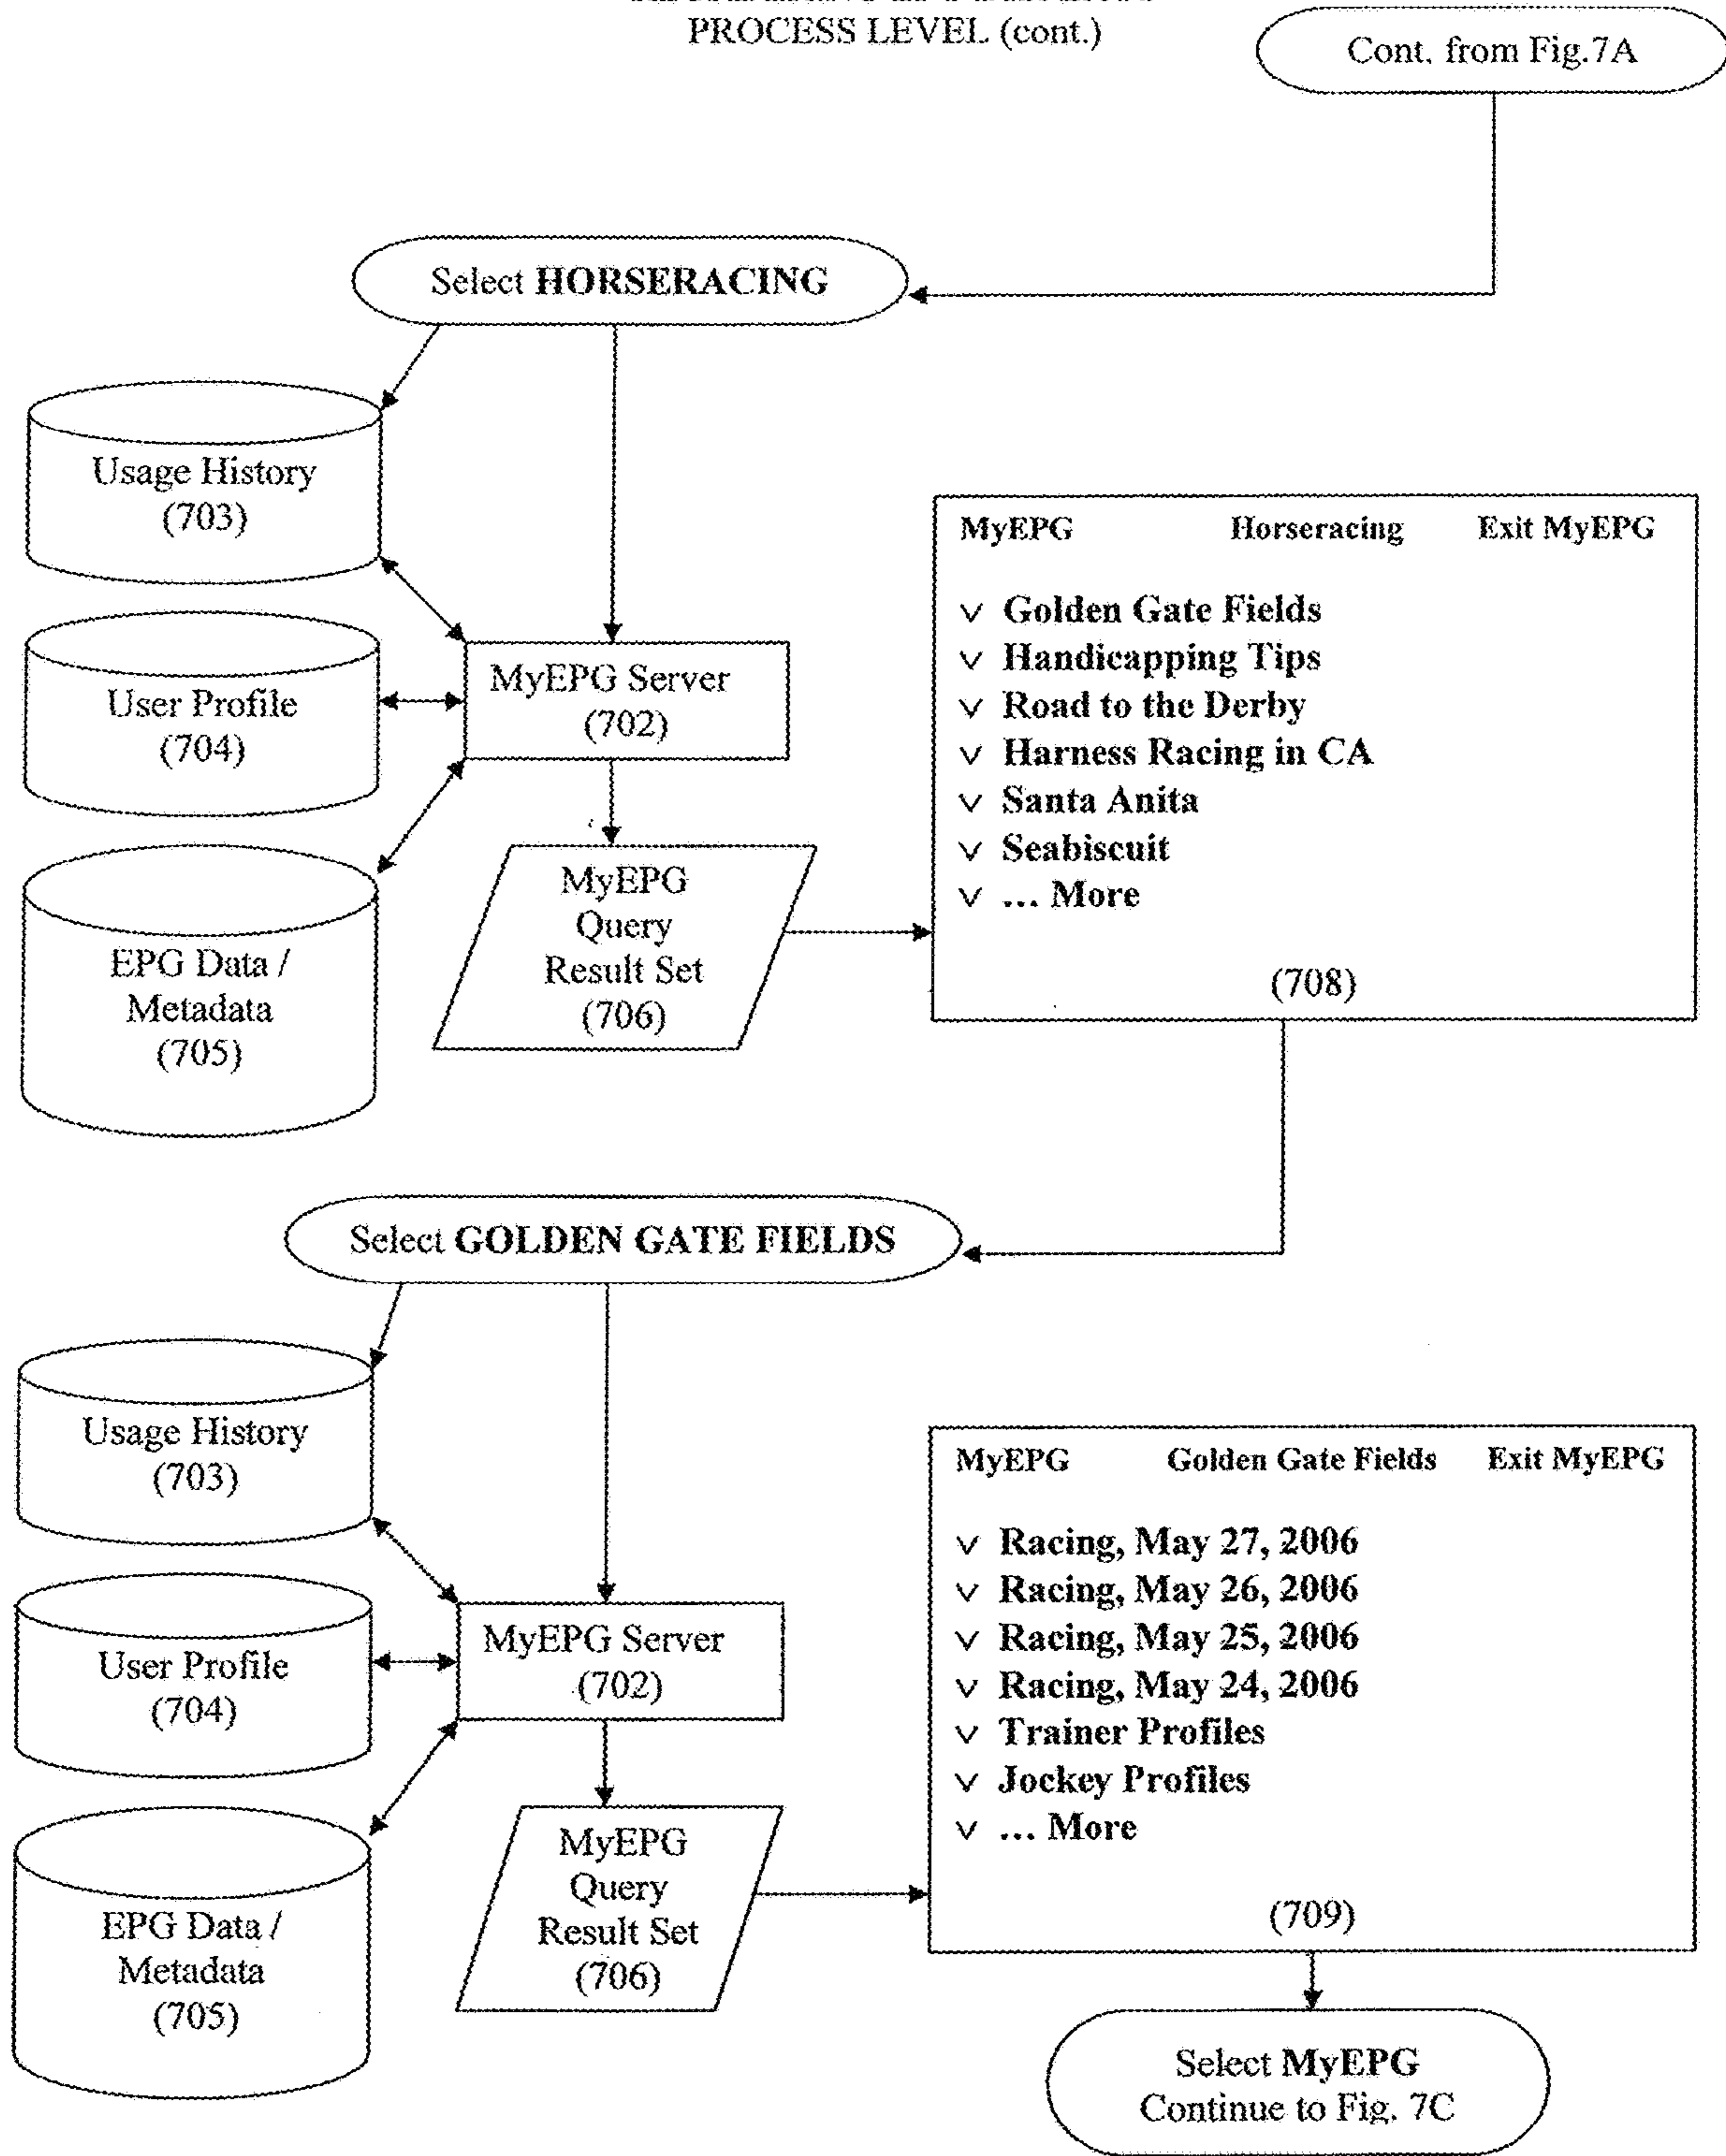 PROCESS LEVEL (cont.)
Cont. from Fig.7A
Select HORSERACING
Usage History
(703)
User Profile
(704)
EPG Data /
Metadata
(705)
MyEPG Server
(702)
MyEPG
Query
Result Set
(706)
MyEPG Horseracing Exit MyEPG
v Golden Gate Fields
v Handicapping Tips
v Road to the Derby
v Harness Racing in CA
v Santa Anita
v Seabiscuit
v ... More
(708)
Select GOLDEN GATE FIELDS
Usage History
(703)
User Profile
(704)
EPG Data /
Metadata
(705)
MyEPG Server
(702)
MyEPG
Query
Result Set
(706)
MyEPG Golden Gate Fields Exit MyEPG
v Racing, May 27, 2006
v Racing, May 26, 2006
v Racing, May 25, 2006
v Racing, May 24, 2006
v Trainer Profiles
v Jockey Profiles
v ... More
(709)
Select MyEPG
Continue to Fig. 7C